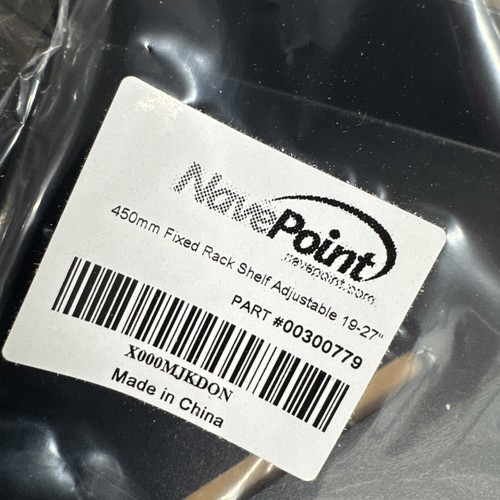 NavePoint
navepoint.com
450mm Fixed Rack Shelf Adjustable 19-27"
PART #00300779
X000MJKDON
Made in China